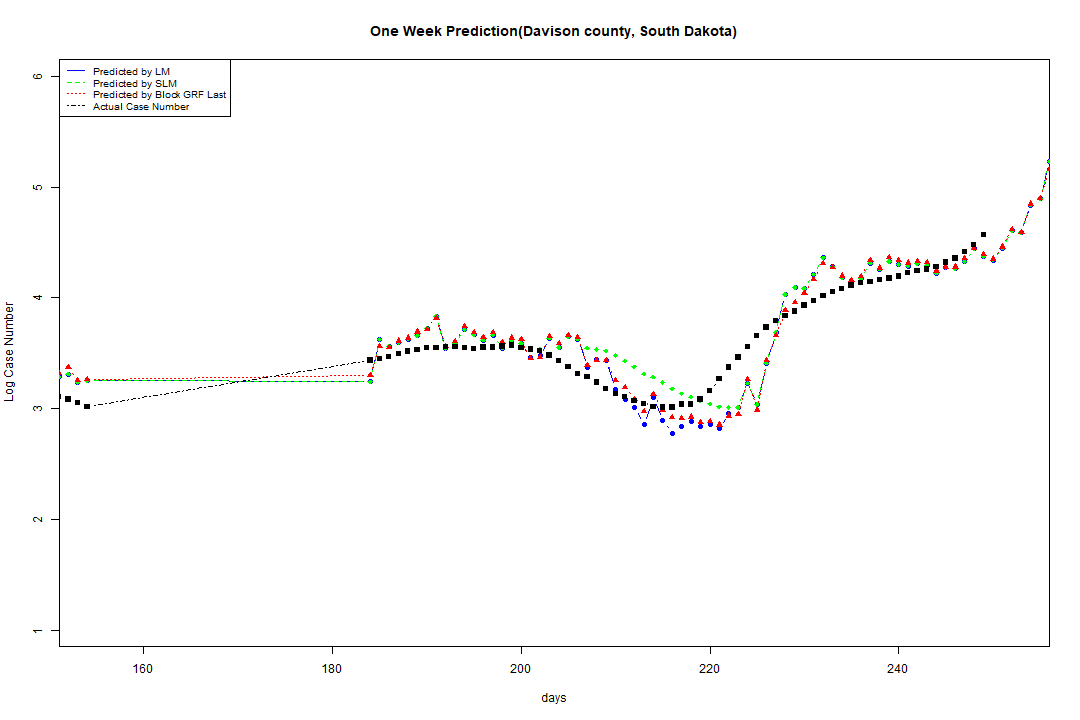 One Week Prediction(Davison county, South Dakota)
Predicted by LM
Predicted by SLM
Predicted by Block GRF Last
Actual Case Number
6
5
4
3
2
1
Log Case Number
160
180
200
220
240
days